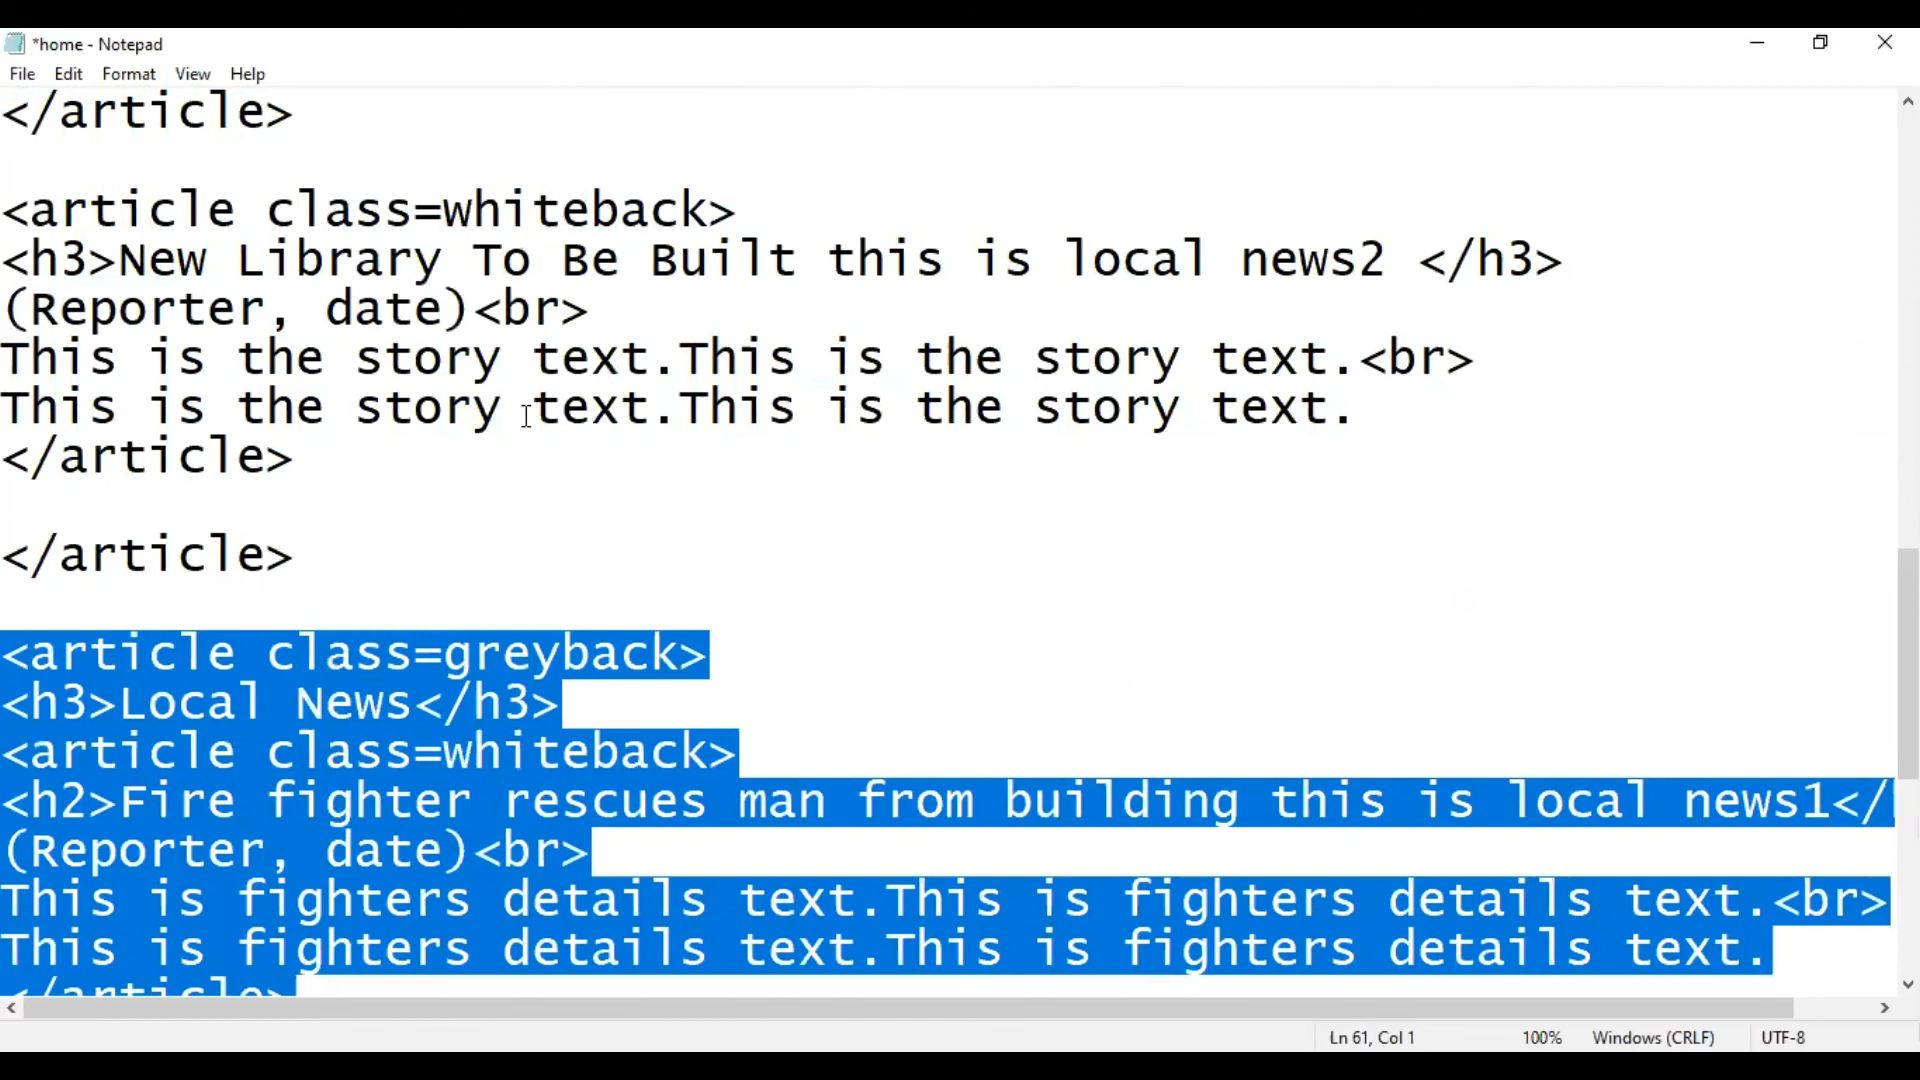 *home - Notepad
File Edit Format View Help
</article>
<article class=whiteback>
<h3>New Library To Be Built this is local news2 </h3>
(Reporter, date)<br>
This is the story text.This is the story text.<br>
This is the story text.This is the story text.
</article>
</article>
<article class=greyback>
<h3>Local News</h3>
<article class=whiteback>
<h2>Fire fighter rescues man from building this is local news1</
(Reporter, date)<br>
This is fighters details text.This is fighters details text.<br>
This is fighters details text.This is fighters details text.
</article>
Ln 61, Col 1 100% Windows (CRLF) UTF-8